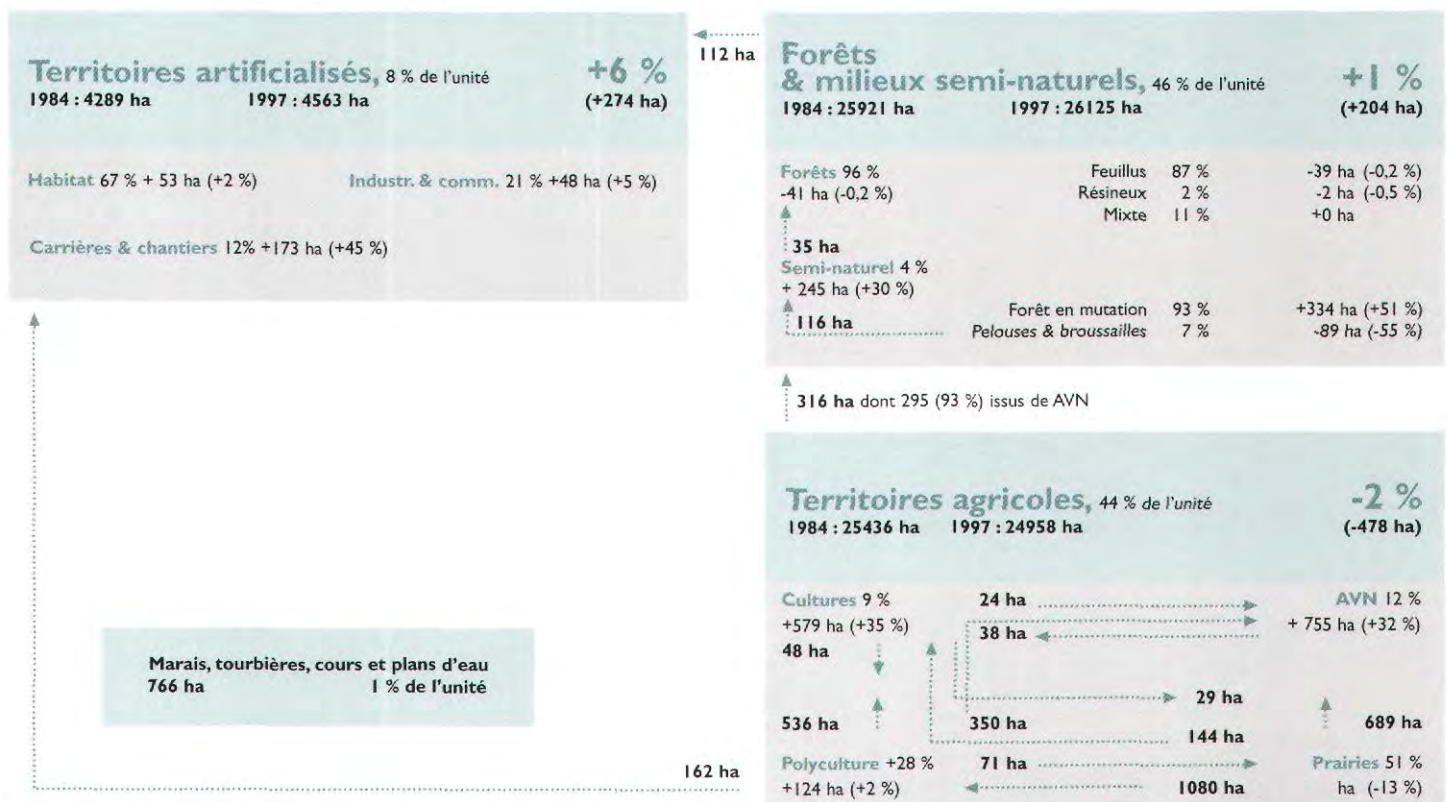 Territoires artificialisés, 8 % de l'unité +6 %
1984 : 4289 ha 1997 : 4563 ha (+274 ha)
Habitat 67 % + 53 ha (+2 %) Industr. & comm. 21 % +48 ha (+5 %)
Carrières & chantiers 12% +173 ha (+45 %)
112 ha
Forêts
& milieux semi-naturels, 46 % de l'unité +1 %
1984 : 25921 ha 1997 : 26125 ha (+204 ha)
Forêts 96 % Feuillus 87 % -39 ha (-0,2 %)
-41 ha (-0,2 %) Résineux 2 % -2 ha (-0,5 %)
Mixte 11 % +0 ha
35 ha
Semi-naturel 4 %
+ 245 ha (+30 %)
Forêt en mutation 93 % +334 ha (+51 %)
116 ha
Pelouses & broussailles 7 % -89 ha (-55 %)
316 ha dont 295 (93 %) issus de AVN
Territoires agricoles, 44 % de l'unité -2 %
1984 : 25436 ha 1997 : 24958 ha (-478 ha)
Cultures 9 % 24 ha AVN 12 %
+579 ha (+35 %) 38 ha + 755 ha (+32 %)
48 ha
29 ha
536 ha 350 ha 689 ha
144 ha
Polyculture +28 % 71 ha Prairies 51 %
+124 ha (+2 %) 1080 ha ha (-13 %)
Marais, tourbières, cours et plans d'eau
766 ha 1 % de l'unité
162 ha